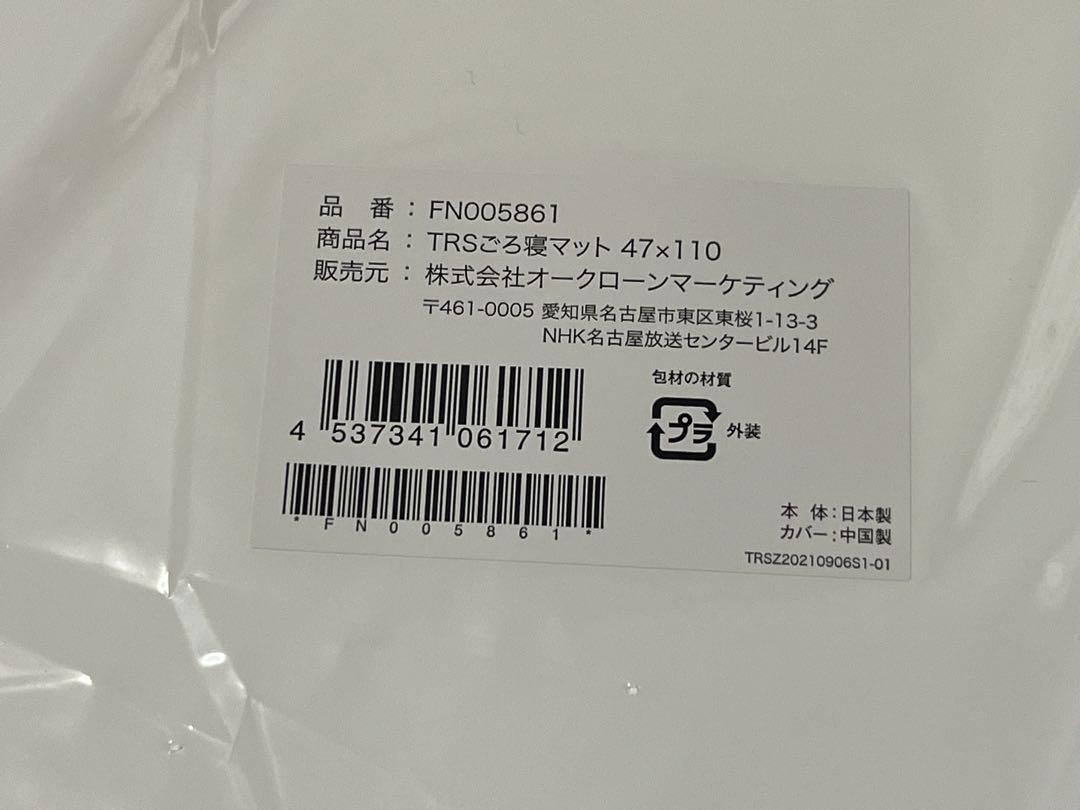 品　番：FN005861
商品名：TRSごろ寝マット 47×110
販売元：株式会社オークローンマーケティング
〒461-0005 愛知県名古屋市東区東桜1-13-3
NHK名古屋放送センタービル14F
包材の材質
プラ 外装
4 537341 061712
*FN005861*
本　体：日本製
カバー：中国製
TRSZ20210906S1-01